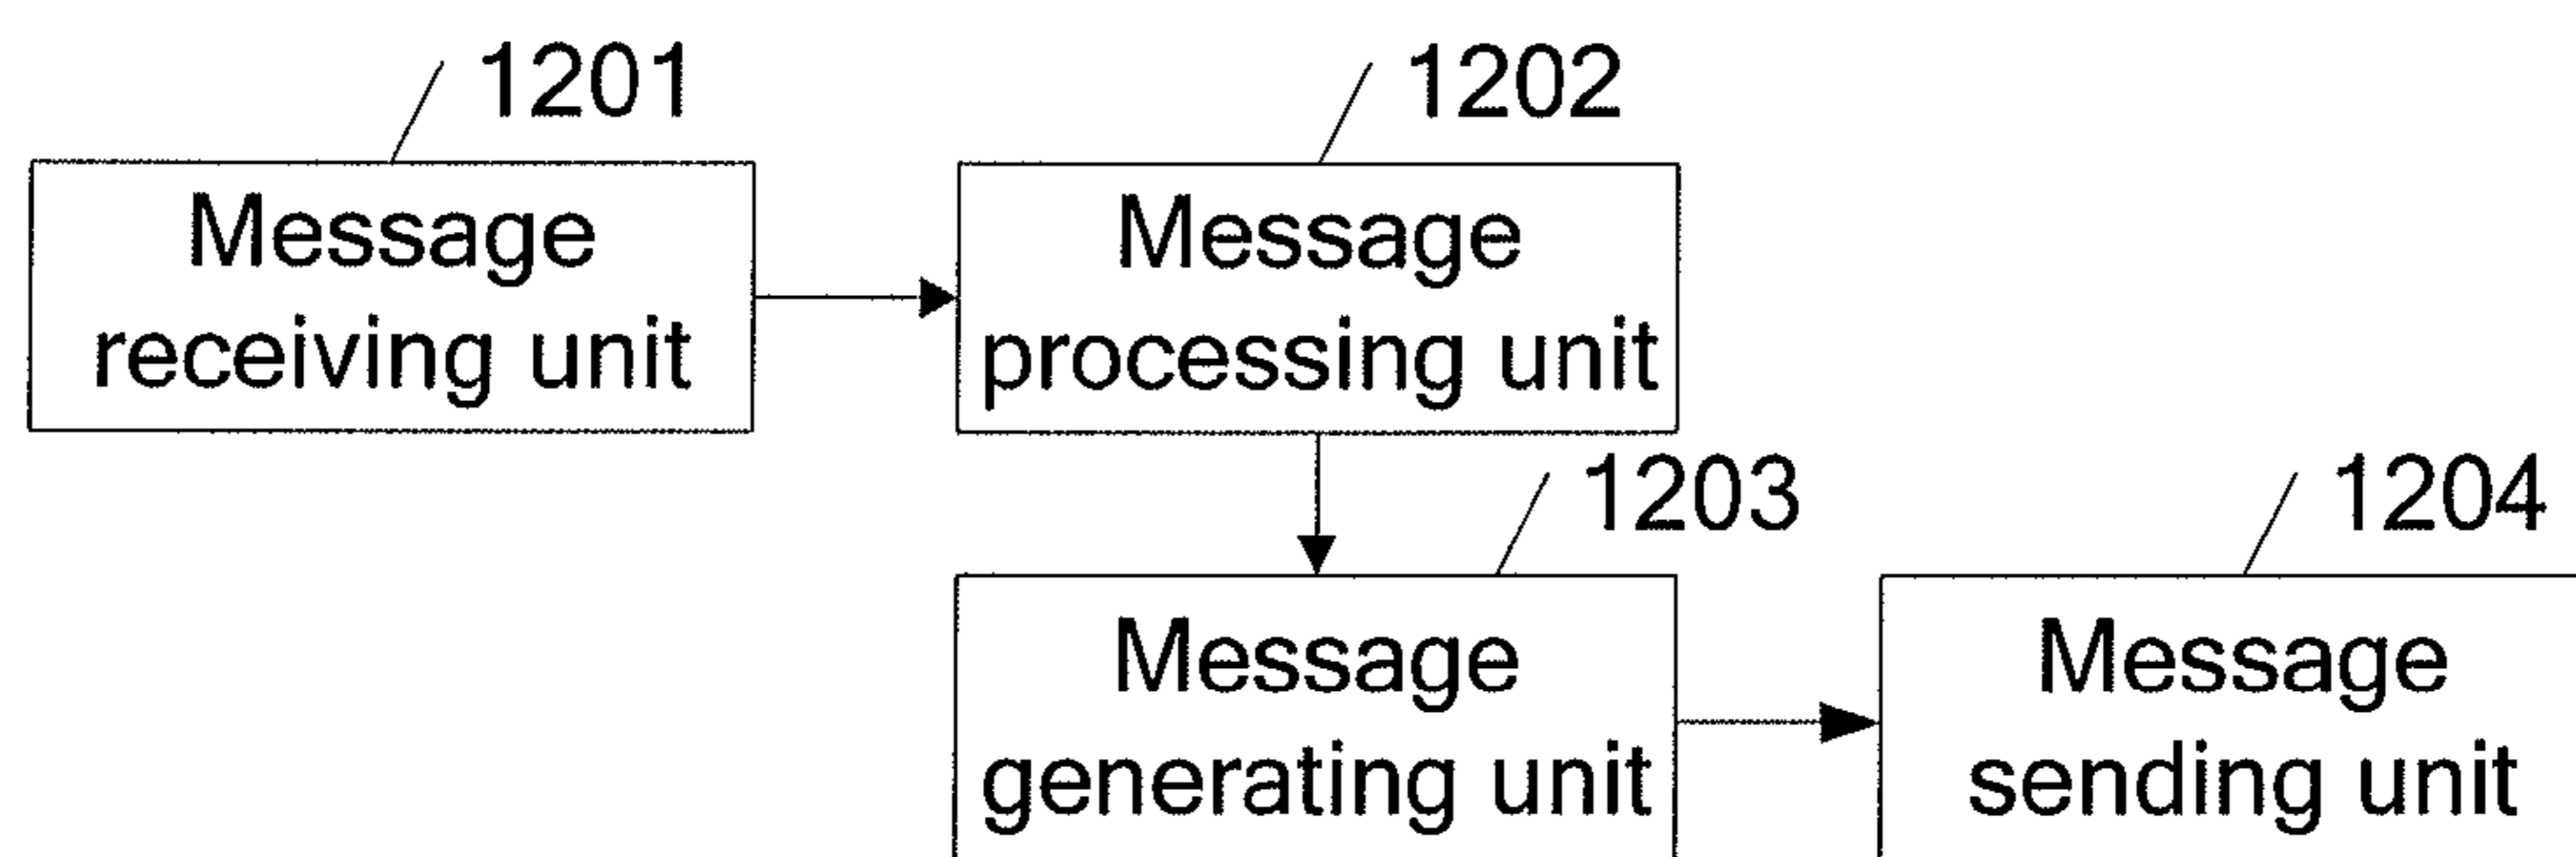 1201
1202
Message
receiving unit
Message
processing unit
1203
1204
Message
generating unit
Message
sending unit